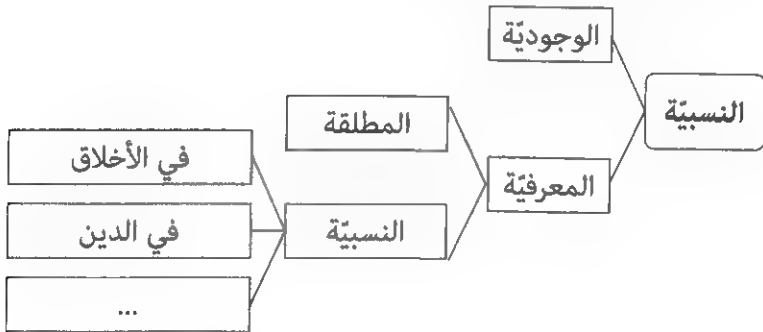 الوجوديّة
النسبيّة
المطلقة
في الأخلاق
المعرفيّة
في الدين
النسبيّة
...